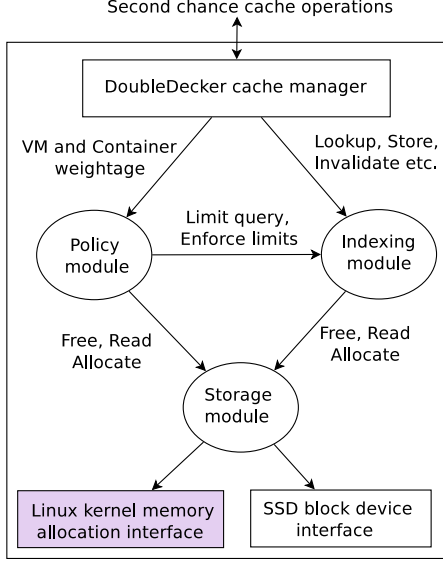 Second chance cache operations
DoubleDecker cache manager
VM and Container
weightage
Lookup, Store,
Invalidate etc.
Limit query,
Enforce limits
Policy
module
Indexing
module
Free, Read
Allocate
Free, Read
Allocate
Storage
module
Linux kernel memory
allocation interface
SSD block device
interface